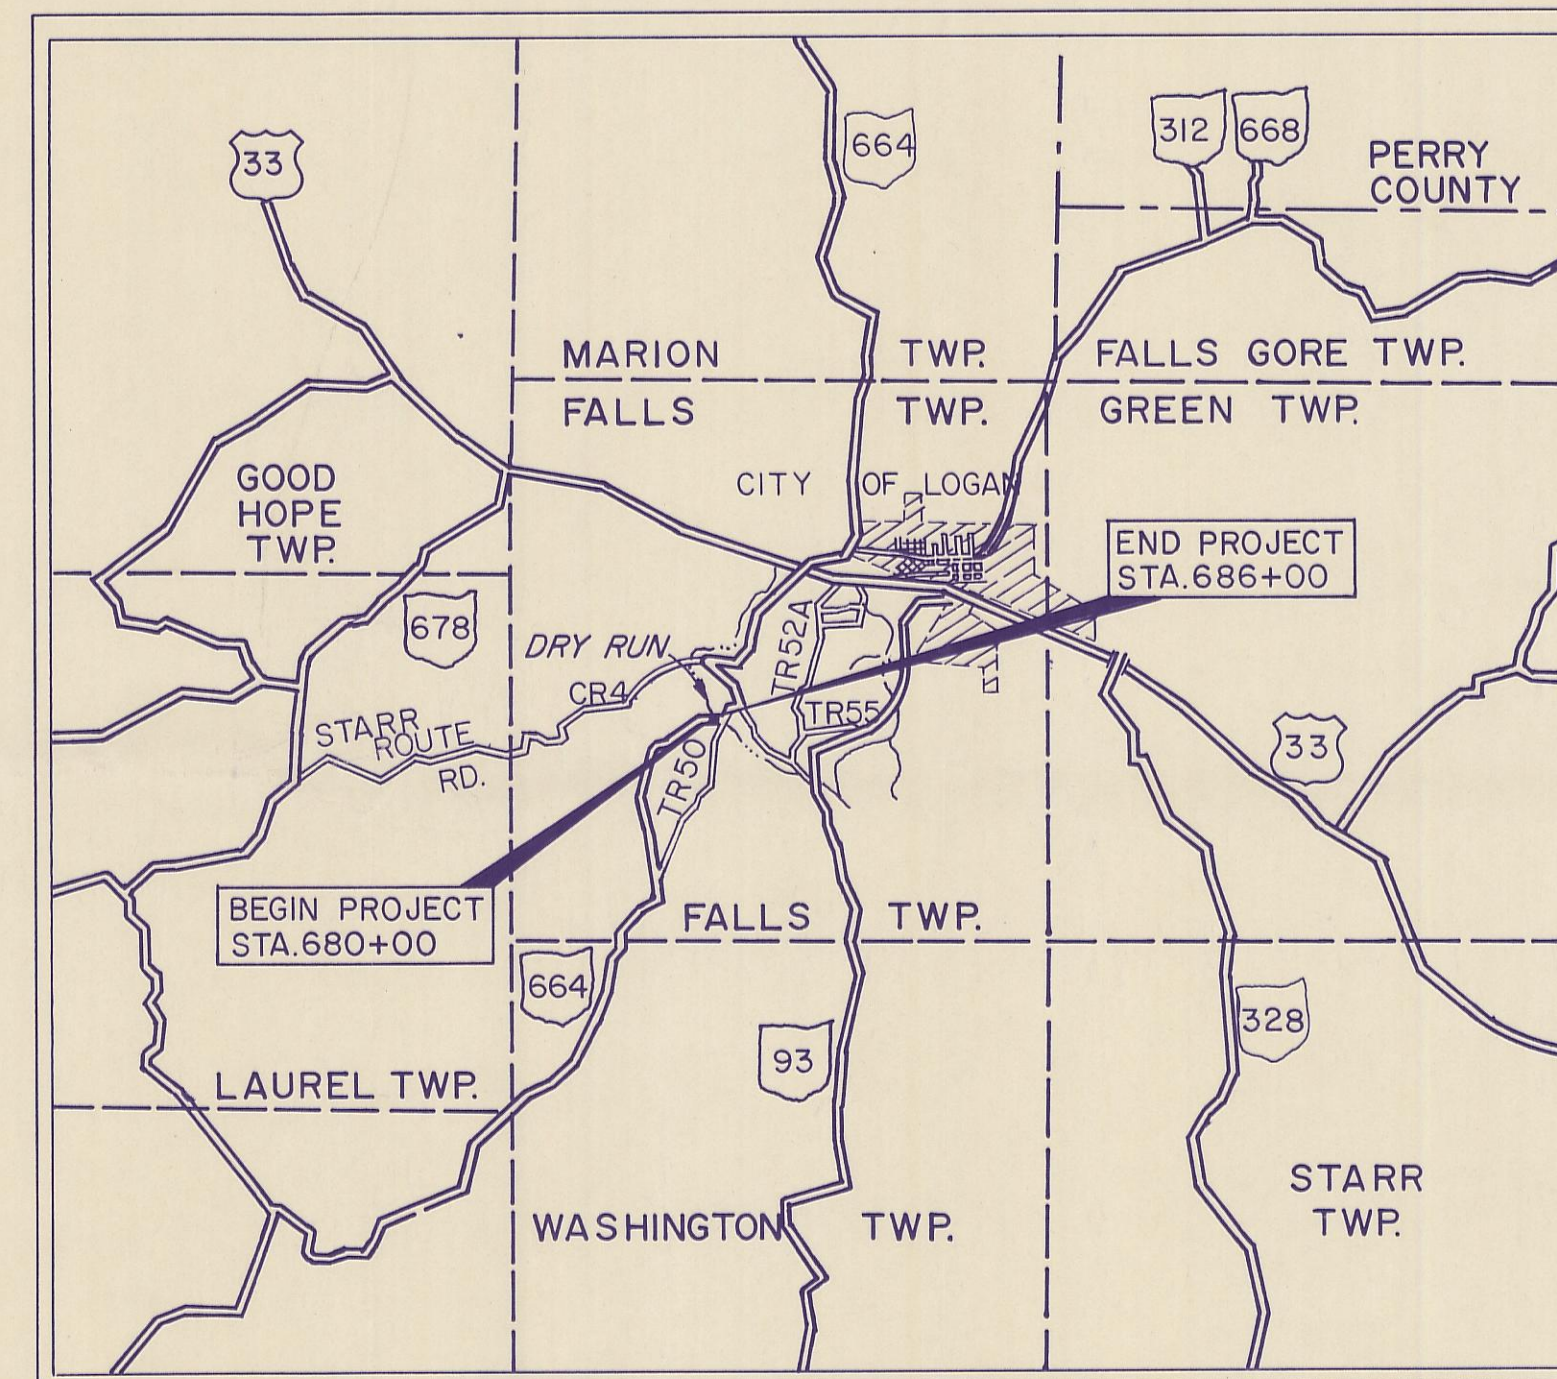 33
664
312
668
PERRY
COUNTY
MARION TWP.
FALLS GORE TWP.
FALLS TWP.
GREEN TWP.
CITY OF LOGAN
GOOD
HOPE
TWP.
END PROJECT
STA.686+00
678
DRY RUN
TR52A
CR4
TR55
STARR
ROUTE
RD.
TR50
33
BEGIN PROJECT
STA.680+00
FALLS TWP.
664
328
93
LAUREL TWP.
WASHINGTON TWP.
STARR
TWP.